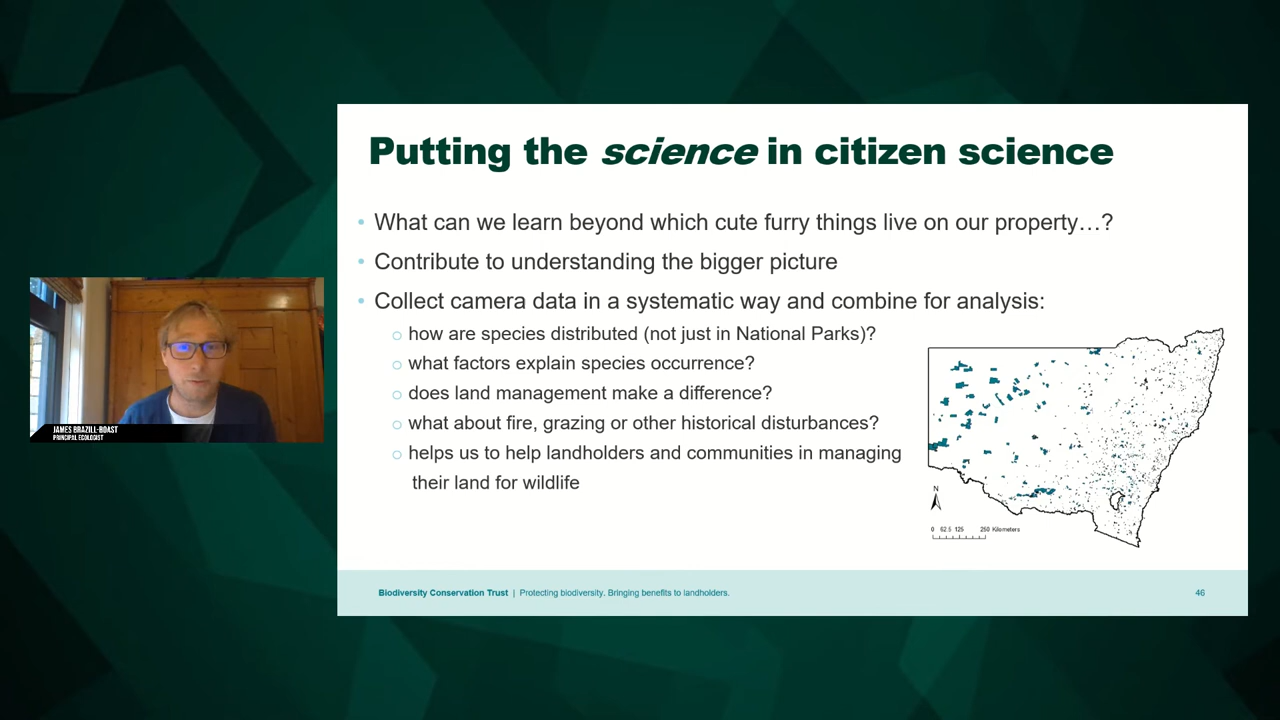 Putting the science in citizen science
• What can we learn beyond which cute furry things live on our property…?
• Contribute to understanding the bigger picture
• Collect camera data in a systematic way and combine for analysis:
o how are species distributed (not just in National Parks)?
o what factors explain species occurrence?
o does land management make a difference?
o what about fire, grazing or other historical disturbances?
o helps us to help landholders and communities in managing
their land for wildlife
N
0 62.5 125 250 Kilometers
JAMES BRAZILL-BOAST
PRINCIPAL ECOLOGIST
Biodiversity Conservation Trust | Protecting biodiversity. Bringing benefits to landholders.
46